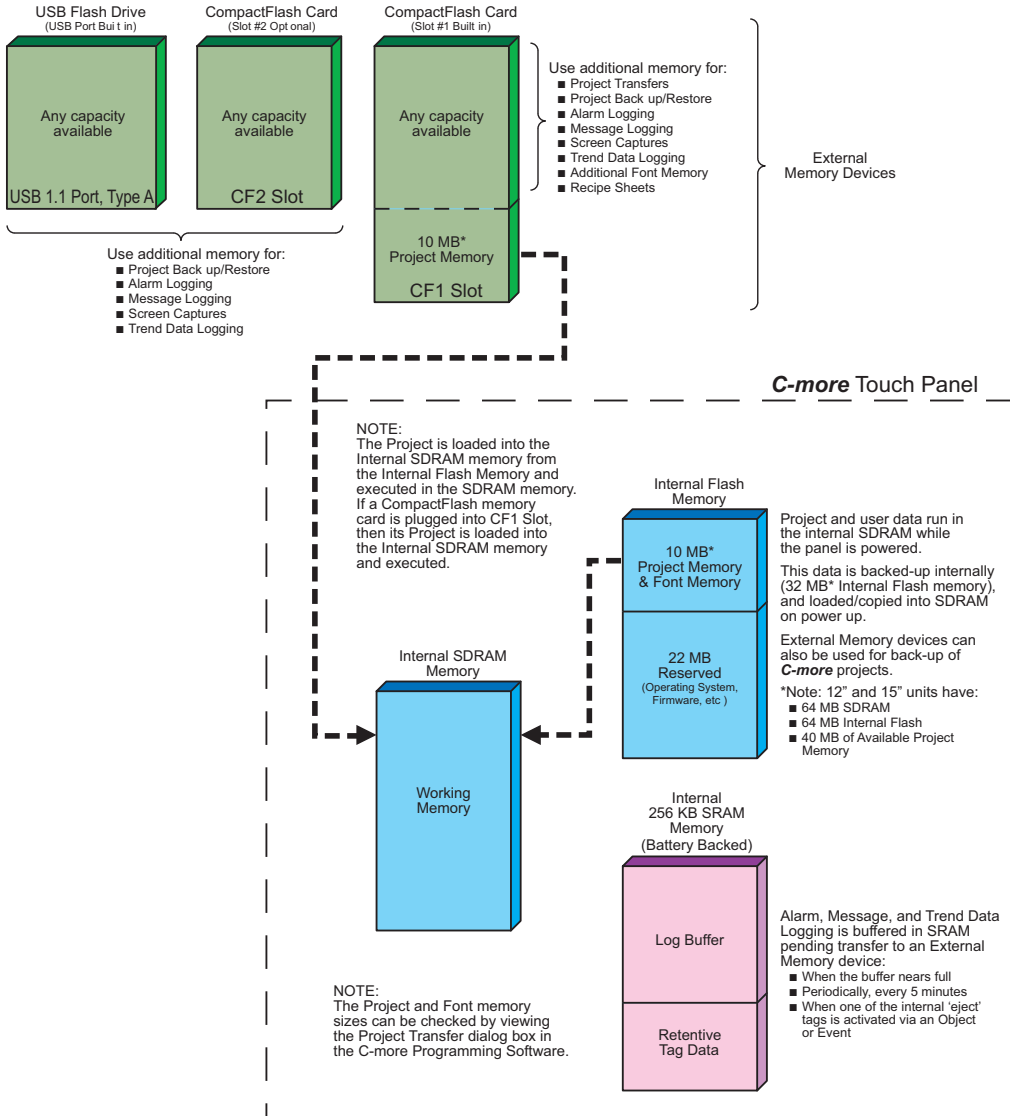 USB Flash Drive
(USB Port Bui t in)
CompactFlash Card
(Slot #2 Opt onal)
CompactFlash Card
(Slot #1 Built in)
Any capacity
available
USB 1.1 Port, Type A
Any capacity
available
CF2 Slot
Any capacity
available
10 MB*
Project Memory
CF1 Slot
Use additional memory for:
■ Project Transfers
■ Project Back up/Restore
■ Alarm Logging
■ Message Logging
■ Screen Captures
■ Trend Data Logging
■ Additional Font Memory
■ Recipe Sheets
External
Memory Devices
Use additional memory for:
■ Project Back up/Restore
■ Alarm Logging
■ Message Logging
■ Screen Captures
■ Trend Data Logging
C-more Touch Panel
NOTE:
The Project is loaded into the
Internal SDRAM memory from
the Internal Flash Memory and
executed in the SDRAM memory.
If a CompactFlash memory
card is plugged into CF1 Slot,
then its Project is loaded into
the Internal SDRAM memory
and executed.
Internal Flash
Memory
10 MB*
Project Memory
& Font Memory
22 MB
Reserved
(Operating System,
Firmware, etc )
Project and user data run in
the internal SDRAM while
the panel is powered.
This data is backed-up internally
(32 MB* Internal Flash memory),
and loaded/copied into SDRAM
on power up.
External Memory devices can
also be used for back-up of
C-more projects.
*Note: 12” and 15” units have:
■ 64 MB SDRAM
■ 64 MB Internal Flash
■ 40 MB of Available Project
Memory
Internal SDRAM
Memory
Working
Memory
Internal
256 KB SRAM
Memory
(Battery Backed)
Log Buffer
Retentive
Tag Data
Alarm, Message, and Trend Data
Logging is buffered in SRAM
pending transfer to an External
Memory device:
■ When the buffer nears full
■ Periodically, every 5 minutes
■ When one of the internal ‘eject’
tags is activated via an Object
or Event
NOTE:
The Project and Font memory
sizes can be checked by viewing
the Project Transfer dialog box in
the C-more Programming Software.